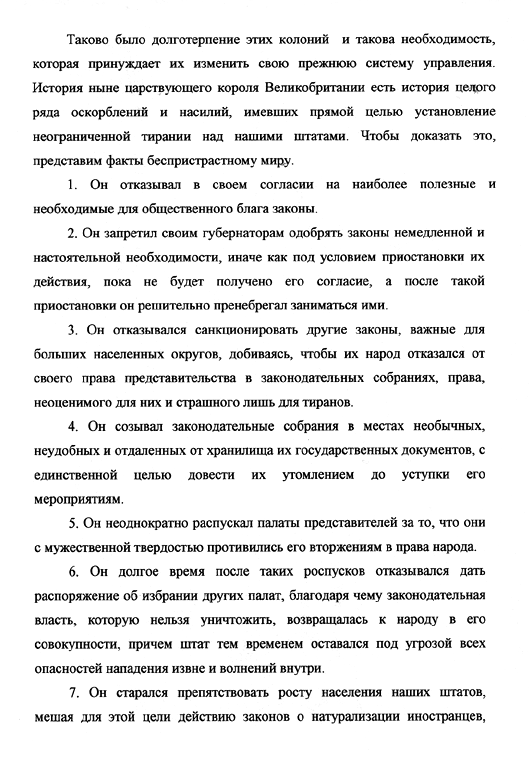 Таково было долготерпение этих колоний и такова необходимость,
которая принуждает их изменить свою прежнюю систему управления.
История ныне царствующего короля Великобритании есть история целого
ряда оскорблений и насилий, имевших прямой целью установление
неограниченной тирании над нашими штатами. Чтобы доказать это,
представим факты беспристрастному миру.
1. Он отказывал в своем согласии на наиболее полезные и
необходимые для общественного блага законы.
2. Он запретил своим губернаторам одобрять законы немедленной и
настоятельной необходимости, иначе как под условием приостановки их
действия, пока не будет получено его согласие, а после такой
приостановки он решительно пренебрегал заниматься ими.
3. Он отказывался санкционировать другие законы, важные для
больших населенных округов, добиваясь, чтобы их народ отказался от
своего права представительства в законодательных собраниях, права,
неоценимого для них и страшного лишь для тиранов.
4. Он созывал законодательные собрания в местах необычных,
неудобных и отдаленных от хранилища их государственных документов, с
единственной целью довести их утомлением до уступки его
мероприятиям.
5. Он неоднократно распускал палаты представителей за то, что они
с мужественной твердостью противились его вторжениям в права народа.
6. Он долгое время после таких роспусков отказывался дать
распоряжение об избрании других палат, благодаря чему законодательная
власть, которую нельзя уничтожить, возвращалась к народу в его
совокупности, причем штат тем временем оставался под угрозой всех
опасностей нападения извне и волнений внутри.
7. Он старался препятствовать росту населения наших штатов,
мешая для этой цели действию законов о натурализации иностранцев,